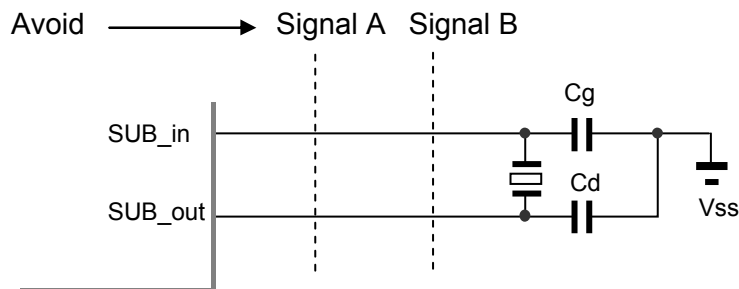 Avoid
Signal A
Signal B
Cg
SUB_in
Cd
SUB_out
Vss